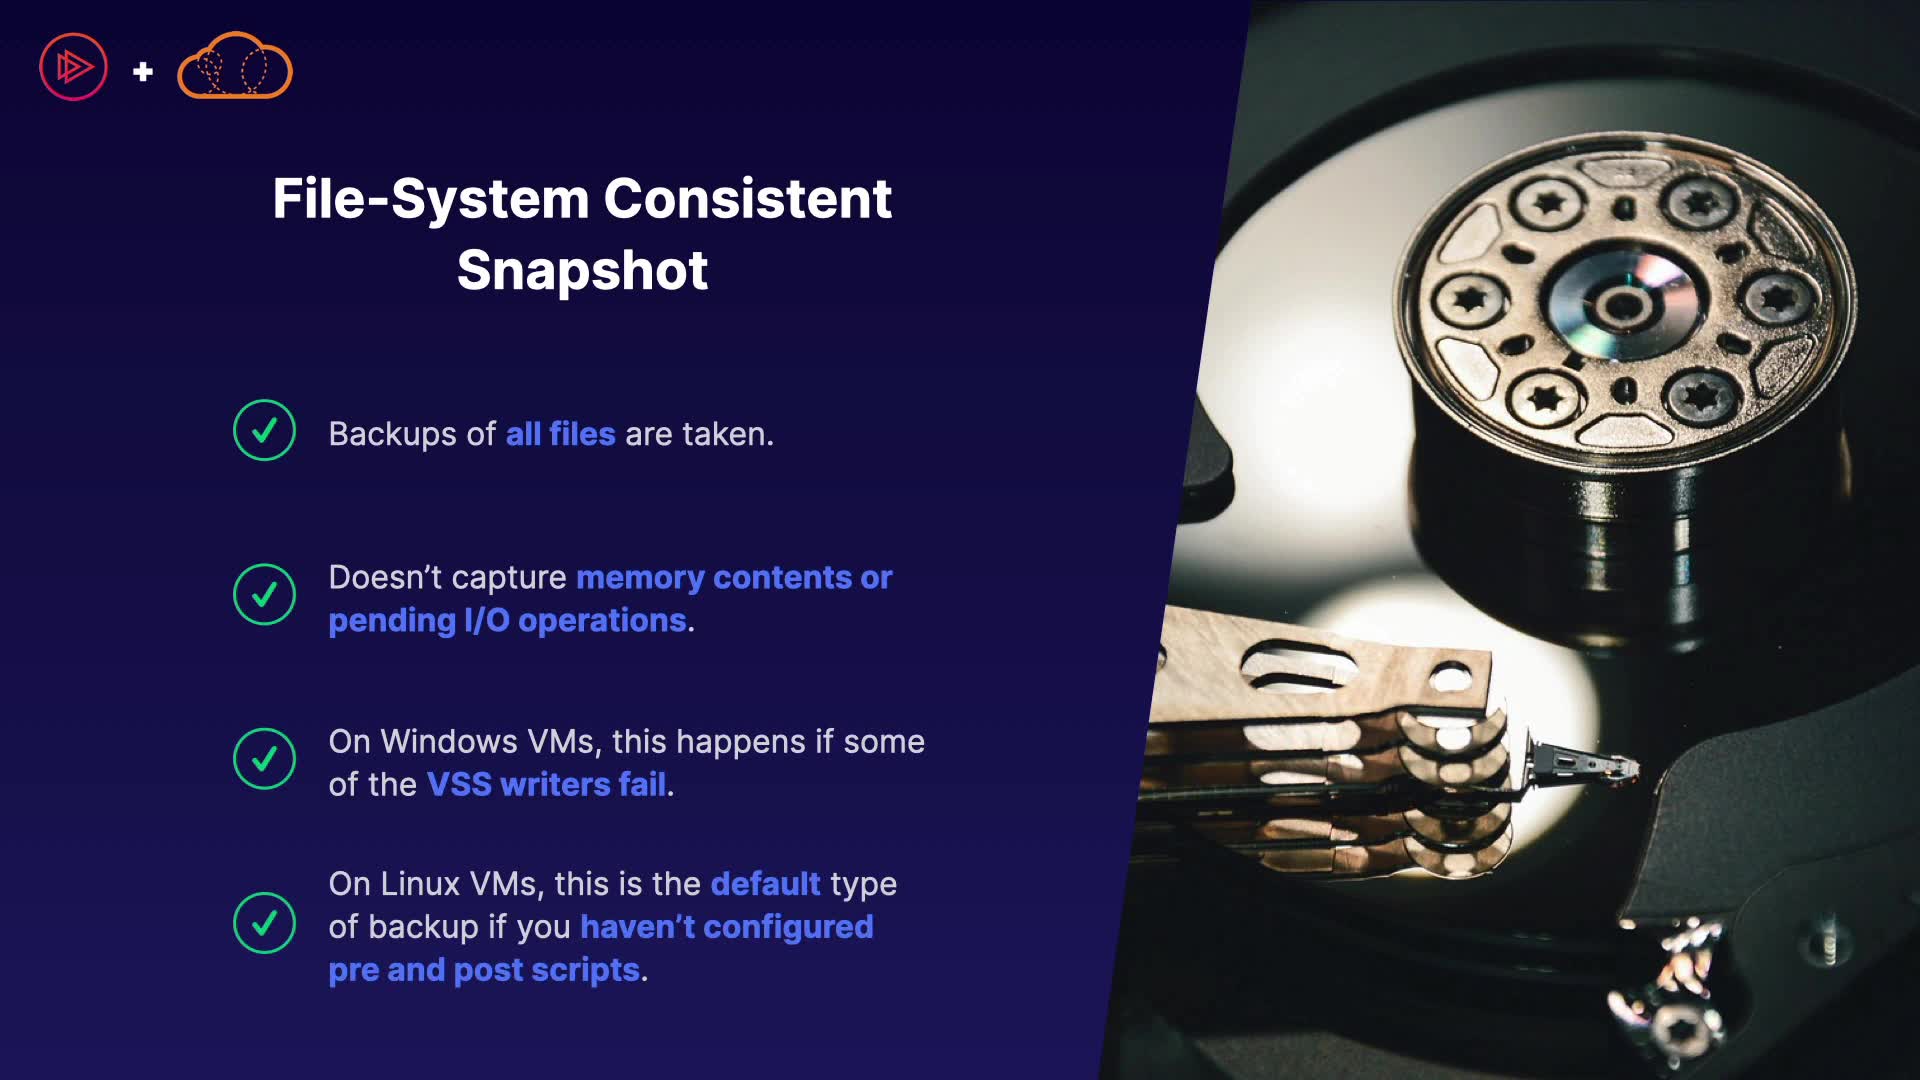 File-System Consistent
Snapshot
Backups of all files are taken.
Doesn’t capture memory contents or
pending I/O operations.
On Windows VMs, this happens if some
of the VSS writers fail.
On Linux VMs, this is the default type
of backup if you haven’t configured
pre and post scripts.